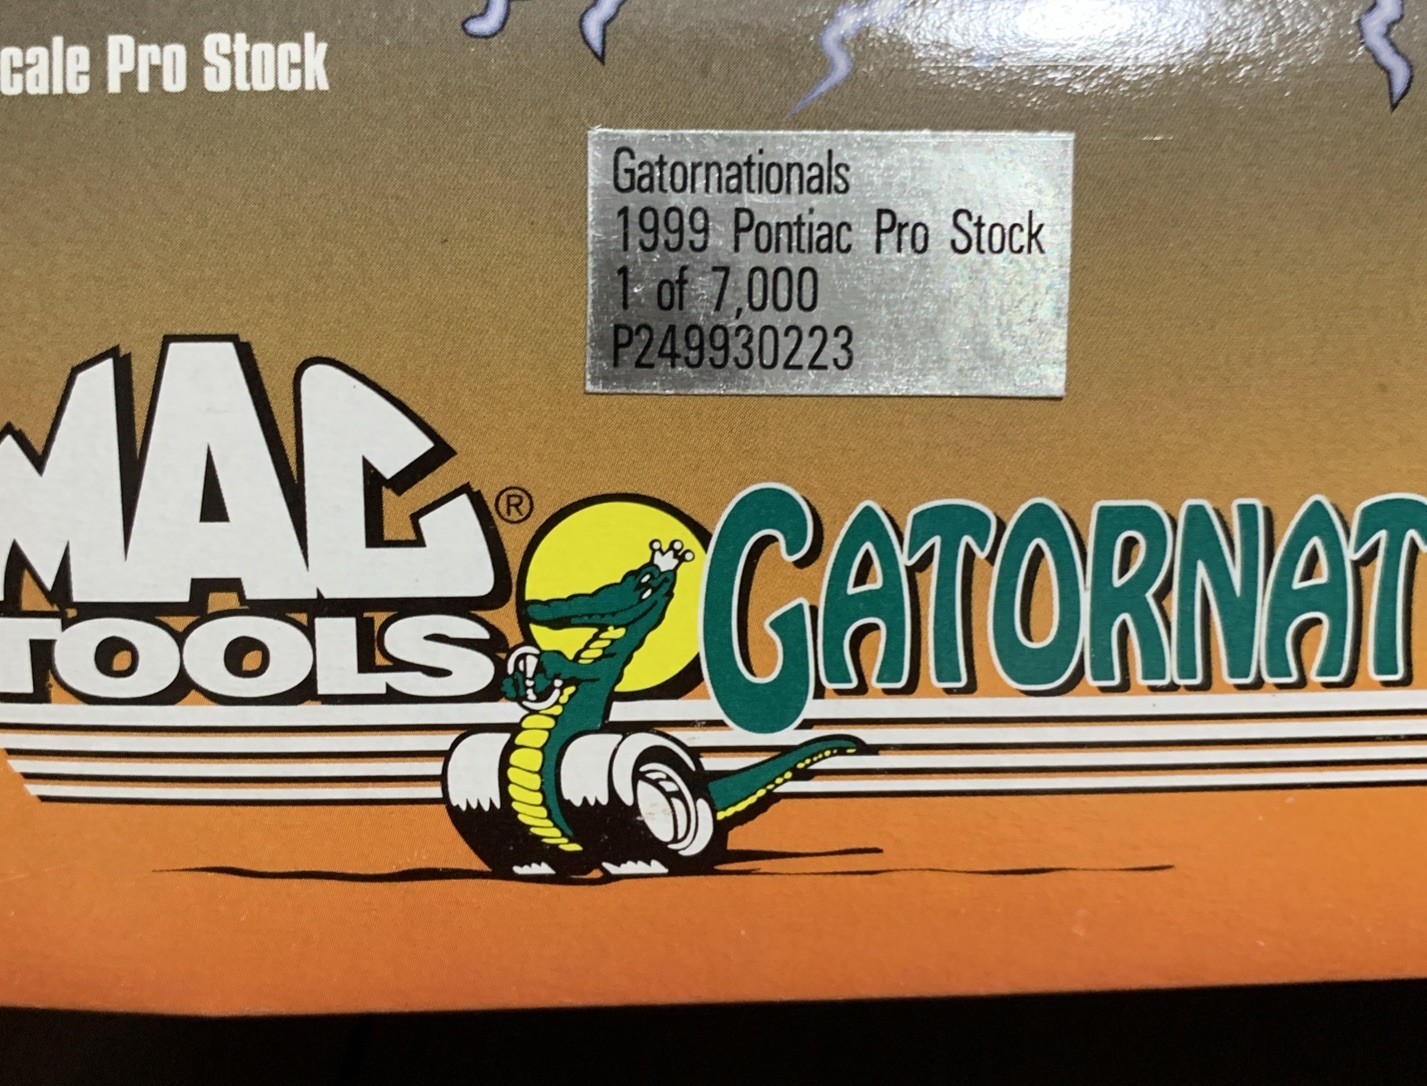 cale Pro Stock
Gatornationals
1999 Pontiac Pro Stock
1 of 7,000
P249930223
MAC®
TOOLS
GATORNAT